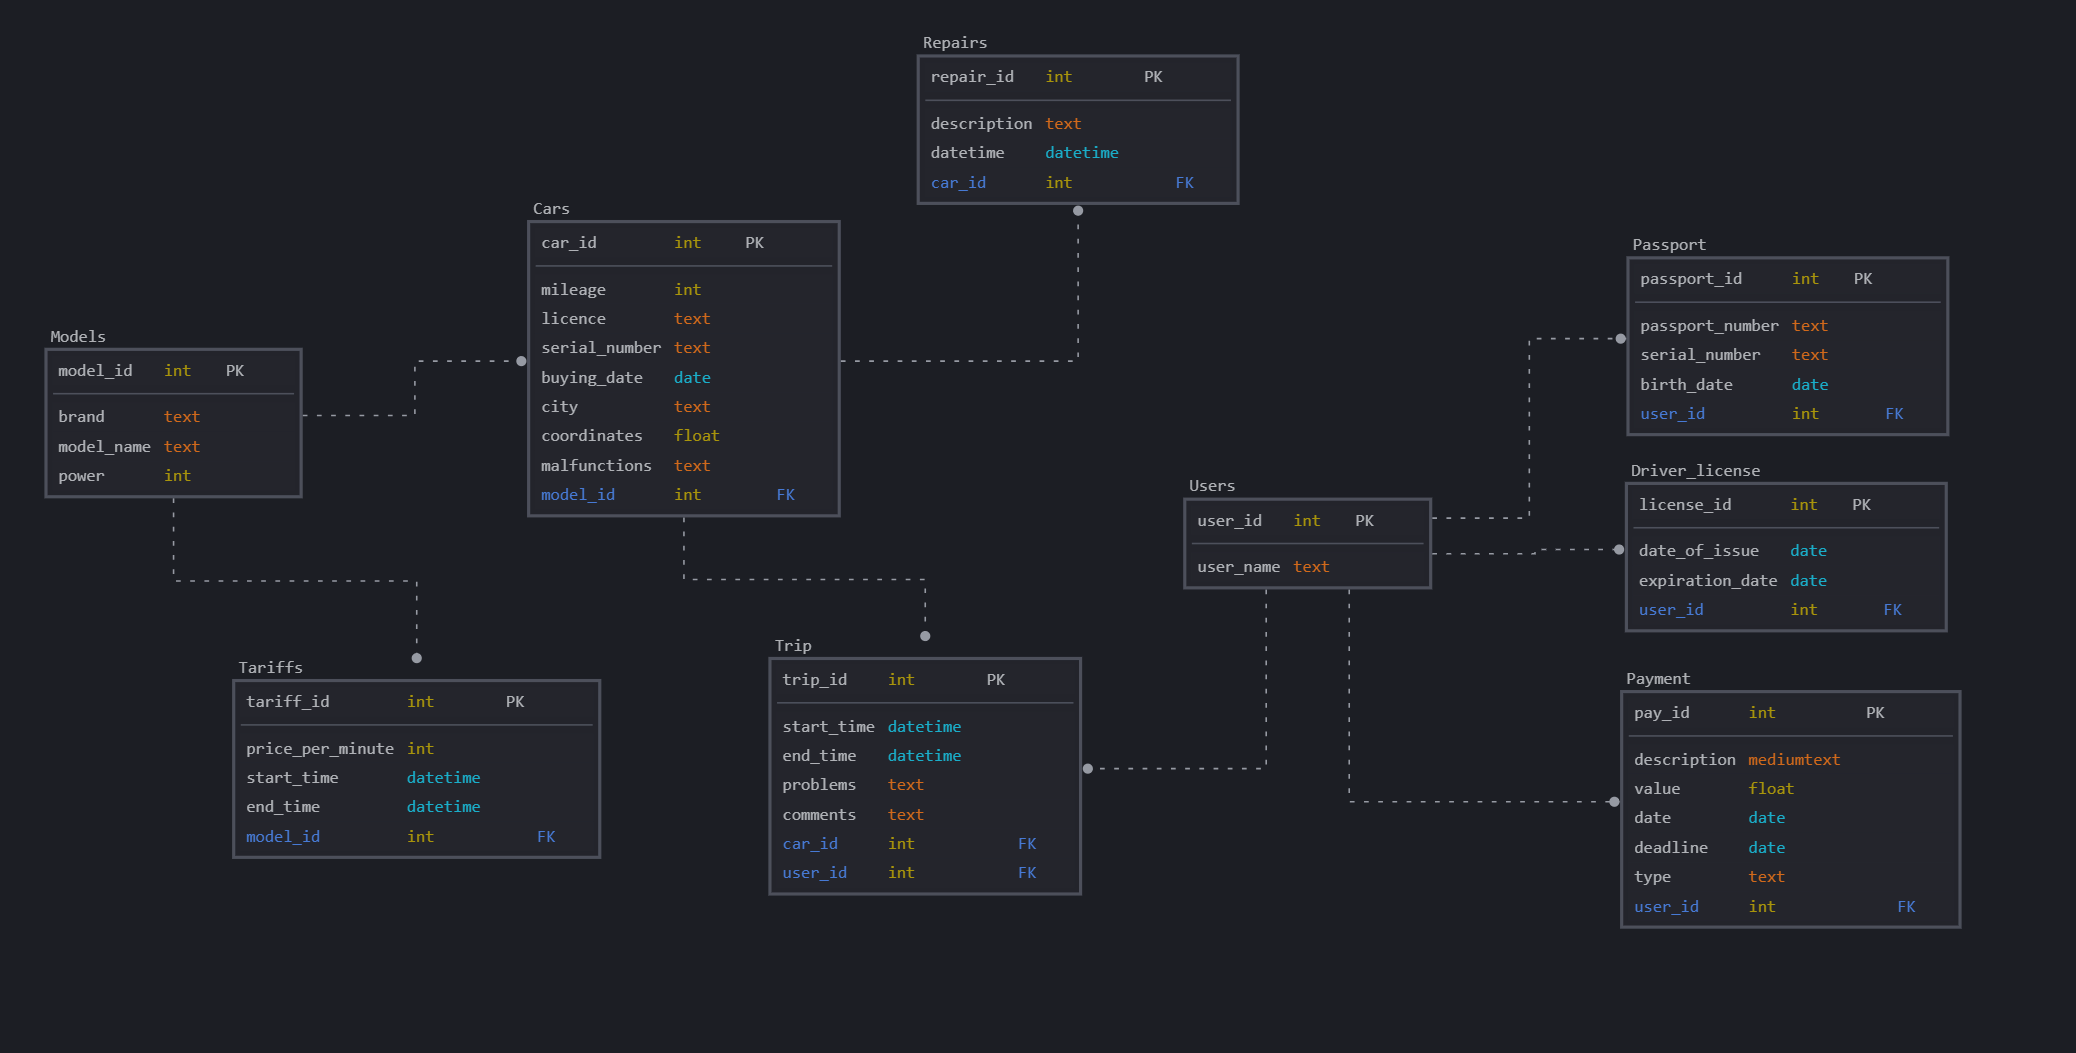 Repairs
repair_id int PK
description text
datetime datetime
car_id int FK
Cars
car_id int PK
mileage int
licence text
serial_number text
buying_date date
city text
coordinates float
malfunctions text
model_id int FK
Models
model_id int PK
brand text
model_name text
power int
Passport
passport_id int PK
passport_number text
serial_number text
birth_date date
user_id int FK
Driver_license
license_id int PK
date_of_issue date
expiration_date date
user_id int FK
Users
user_id int PK
user_name text
Tariffs
tariff_id int PK
price_per_minute int
start_time datetime
end_time datetime
model_id int FK
Trip
trip_id int PK
start_time datetime
end_time datetime
problems text
comments text
car_id int FK
user_id int FK
Payment
pay_id int PK
description mediumtext
value float
date date
deadline date
type text
user_id int FK